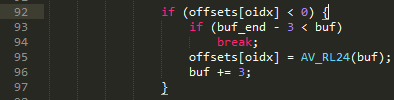 92 if (offsets[oidx] < 0) {
93 if (buf_end - 3 < buf)
94 break;
95 offsets[oidx] = AV_RL24(buf);
96 buf += 3;
97 }